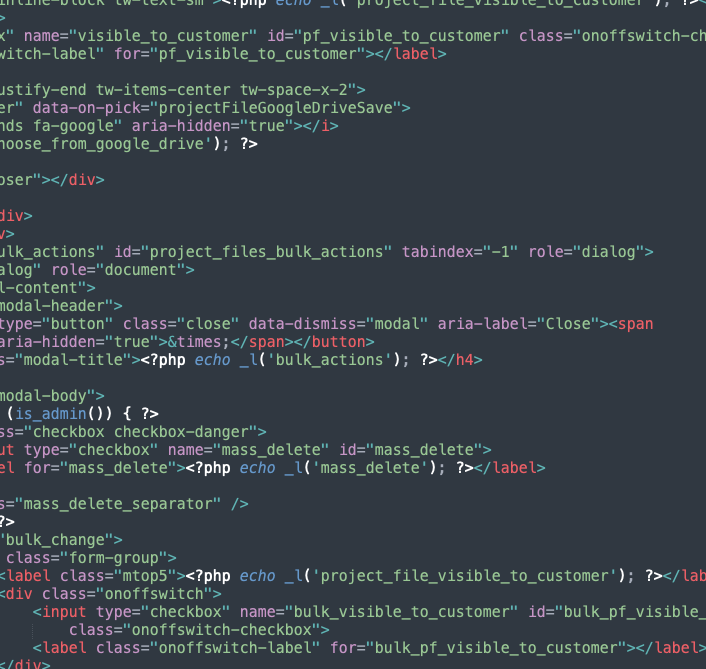 inline-block tw-text-sm"><?php echo _l('project_file_visible_to_customer'); ?><
>
x" name="visible_to_customer" id="pf_visible_to_customer" class="onoffswitch-ch
witch-label" for="pf_visible_to_customer"></label>
ustify-end tw-items-center tw-space-x-2">
er" data-on-pick="projectFileGoogleDriveSave">
nds fa-google" aria-hidden="true"></i>
hoose_from_google_drive'); ?>
oser"></div>
div>
v>
ulk_actions" id="project_files_bulk_actions" tabindex="-1" role="dialog">
alog" role="document">
l-content">
modal-header">
type="button" class="close" data-dismiss="modal" aria-label="Close"><span
aria-hidden="true">&times;</span></button>
s="modal-title"><?php echo _l('bulk_actions'); ?></h4>
modal-body">
(is_admin()) { ?>
ss="checkbox checkbox-danger">
ut type="checkbox" name="mass_delete" id="mass_delete">
el for="mass_delete"><?php echo _l('mass_delete'); ?></label>
s="mass_delete_separator" />
?>
"bulk_change">
class="form-group">
<label class="mtop5"><?php echo _l('project_file_visible_to_customer'); ?></lab
<div class="onoffswitch">
<input type="checkbox" name="bulk_visible_to_customer" id="bulk_pf_visible_
class="onoffswitch-checkbox">
<label class="onoffswitch-label" for="bulk_pf_visible_to_customer"></label>
</div>